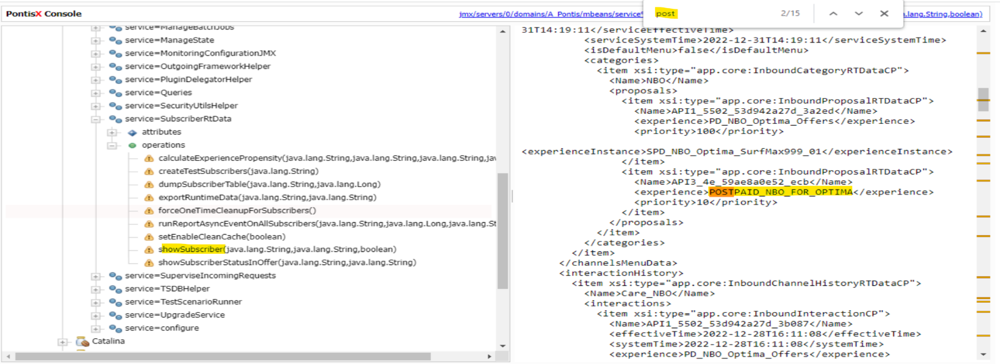 PontisX Console
jmx/servers/0/domains/A_Pontis/mbeans/service%
.lang.String,boolean)
post
2/15
service=ManageBatchJobs
service=ManageState
service=MonitoringConfigurationJMX
service=OutgoingFrameworkHelper
service=PluginDelegatorHelper
service=Queries
service=SecurityUtilsHelper
service=SubscriberRtData
attributes
operations
calculateExperiencePropensity(java.lang.String,java.lang.String,java.lang.String,jav
createTestSubscribers(java.lang.String)
dumpSubscriberTable(java.lang.String,java.lang.Long)
exportRuntimeData(java.lang.String,java.lang.String)
forceOneTimeCleanupForSubscribers()
runReportAsyncEventOnAllSubscribers(java.lang.String,java.lang.Long,java.lang.St
setEnableCleanCache(boolean)
showSubscriber(java.lang.String,java.lang.String,boolean)
showSubscriberStatusInOffer(java.lang.String,java.lang.String)
service=SuperviseIncomingRequests
service=TSDBHelper
service=TestScenarioRunner
service=UpgradeService
service=configure
Catalina
31T14:19:11</serviceEffectiveTime>
<serviceSystemTime>2022-12-31T14:19:11</serviceSystemTime>
<isDefaultMenu>false</isDefaultMenu>
<categories>
<item xsi:type="app.core:InboundCategoryRTDataCP">
<Name>NBO</Name>
<proposals>
<item xsi:type="app.core:InboundProposalRTDataCP">
<Name>API1_5502_53d942a27d_3a2ed</Name>
<experience>PD_NBO_Optima_Offers</experience>
<priority>100</priority>
<experienceInstance>SPD_NBO_Optima_SurfMax999_01</experienceInstance>
</item>
<item xsi:type="app.core:InboundProposalRTDataCP">
<Name>API3_4e_59ae8a0e52_ecb</Name>
<experience>POSTPAID_NBO_FOR_OPTIMA</experience>
<priority>10</priority>
</item>
</proposals>
</item>
</categories>
</item>
</channelsMenuData>
<interactionHistory>
<item xsi:type="app.core:InboundChannelHistoryRTDataCP">
<Name>Care_NBO</Name>
<interactions>
<item xsi:type="app.core:InboundInteractionCP">
<Name>API1_5502_53d942a27d_3b087</Name>
<effectiveTime>2022-12-28T16:11:08</effectiveTime>
<systemTime>2022-12-28T16:11:08</systemTime>
<experience>PD_NBO_Optima_Offers</experience>